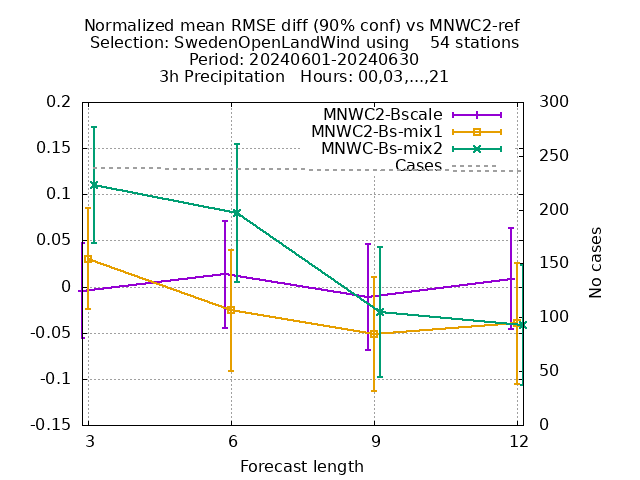 Normalized mean RMSE diff (90% conf) vs MNWC2-ref
Selection: SwedenOpenLandWind using 54 stations
Period: 20240601-20240630
3h Precipitation Hours: 00,03,...,21
MNWC2-Bscale
MNWC2-Bs-mix1
MNWC-Bs-mix2
Cases
0.2
0.15
0.1
0.05
0
-0.05
-0.1
-0.15
300
250
200
150
100
50
0
No cases
3 6 9 12
Forecast length